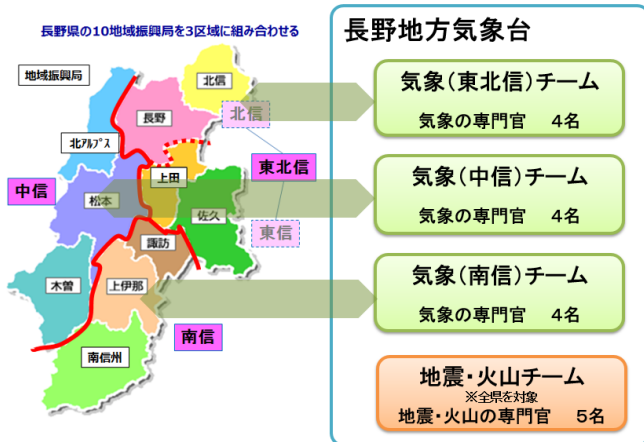 長野県の10地域振興局を3区域に組み合わせる
地域振興局
北信
長野
北信
北ｱﾙﾌﾟｽ
上田
東北信
中信
松本
佐久
東信
諏訪
木曽
上伊那
南信
南信州
長野地方気象台
気象（東北信）チーム
気象の専門官　4名
気象（中信）チーム
気象の専門官　4名
気象（南信）チーム
気象の専門官　4名
地震・火山チーム
※全県を対象
地震・火山の専門官　5名